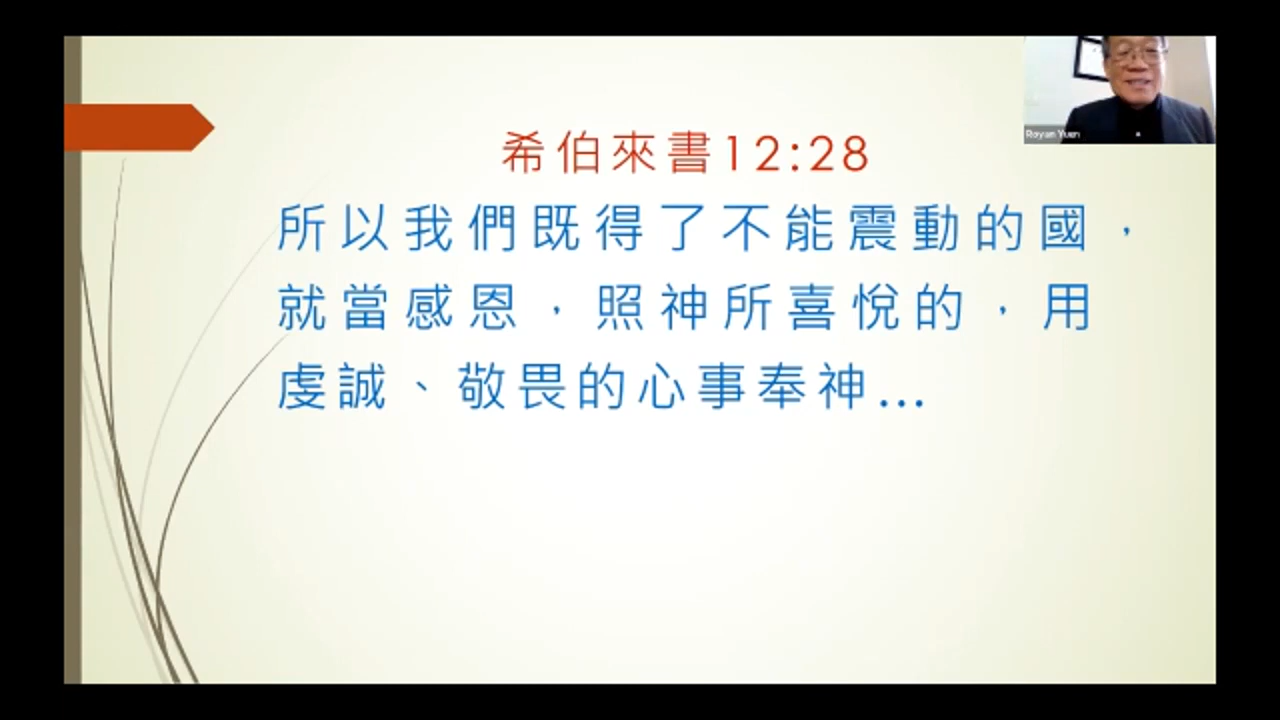 希伯來書12:28
所以我們既得了不能震動的國，
就當感恩，照神所喜悅的，用
虔誠、敬畏的心事奉神...
Royan Yuen